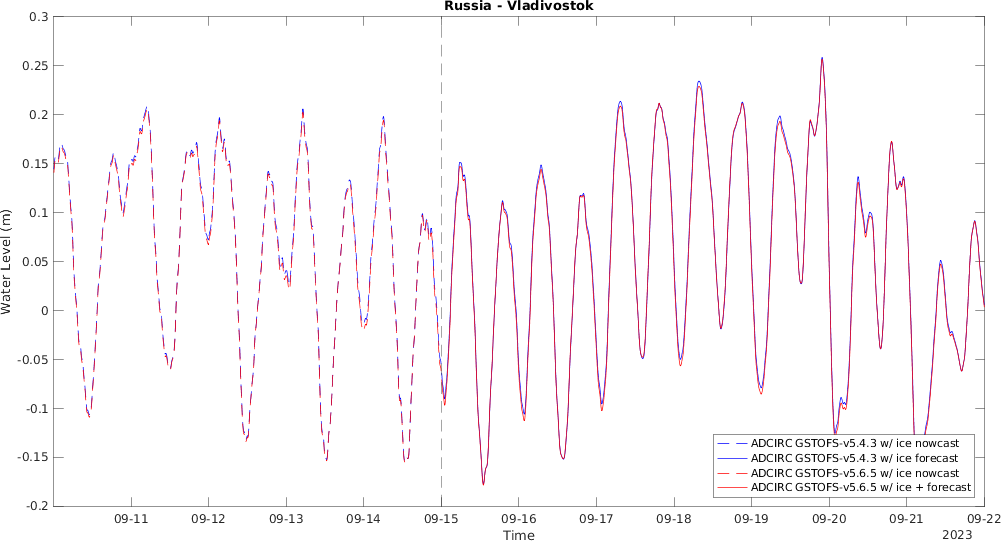 Russia - Vladivostok
0.3
0.25
0.2
0.15
0.1
0.05
0
-0.05
-0.1
-0.15
-0.2
Water Level (m)
ADCIRC GSTOFS-v5.4.3 w/ ice nowcast
ADCIRC GSTOFS-v5.4.3 w/ ice forecast
ADCIRC GSTOFS-v5.6.5 w/ ice nowcast
ADCIRC GSTOFS-v5.6.5 w/ ice + forecast
09-11 09-12 09-13 09-14 09-15 09-16 09-17 09-18 09-19 09-20 09-21 09-22
Time
2023